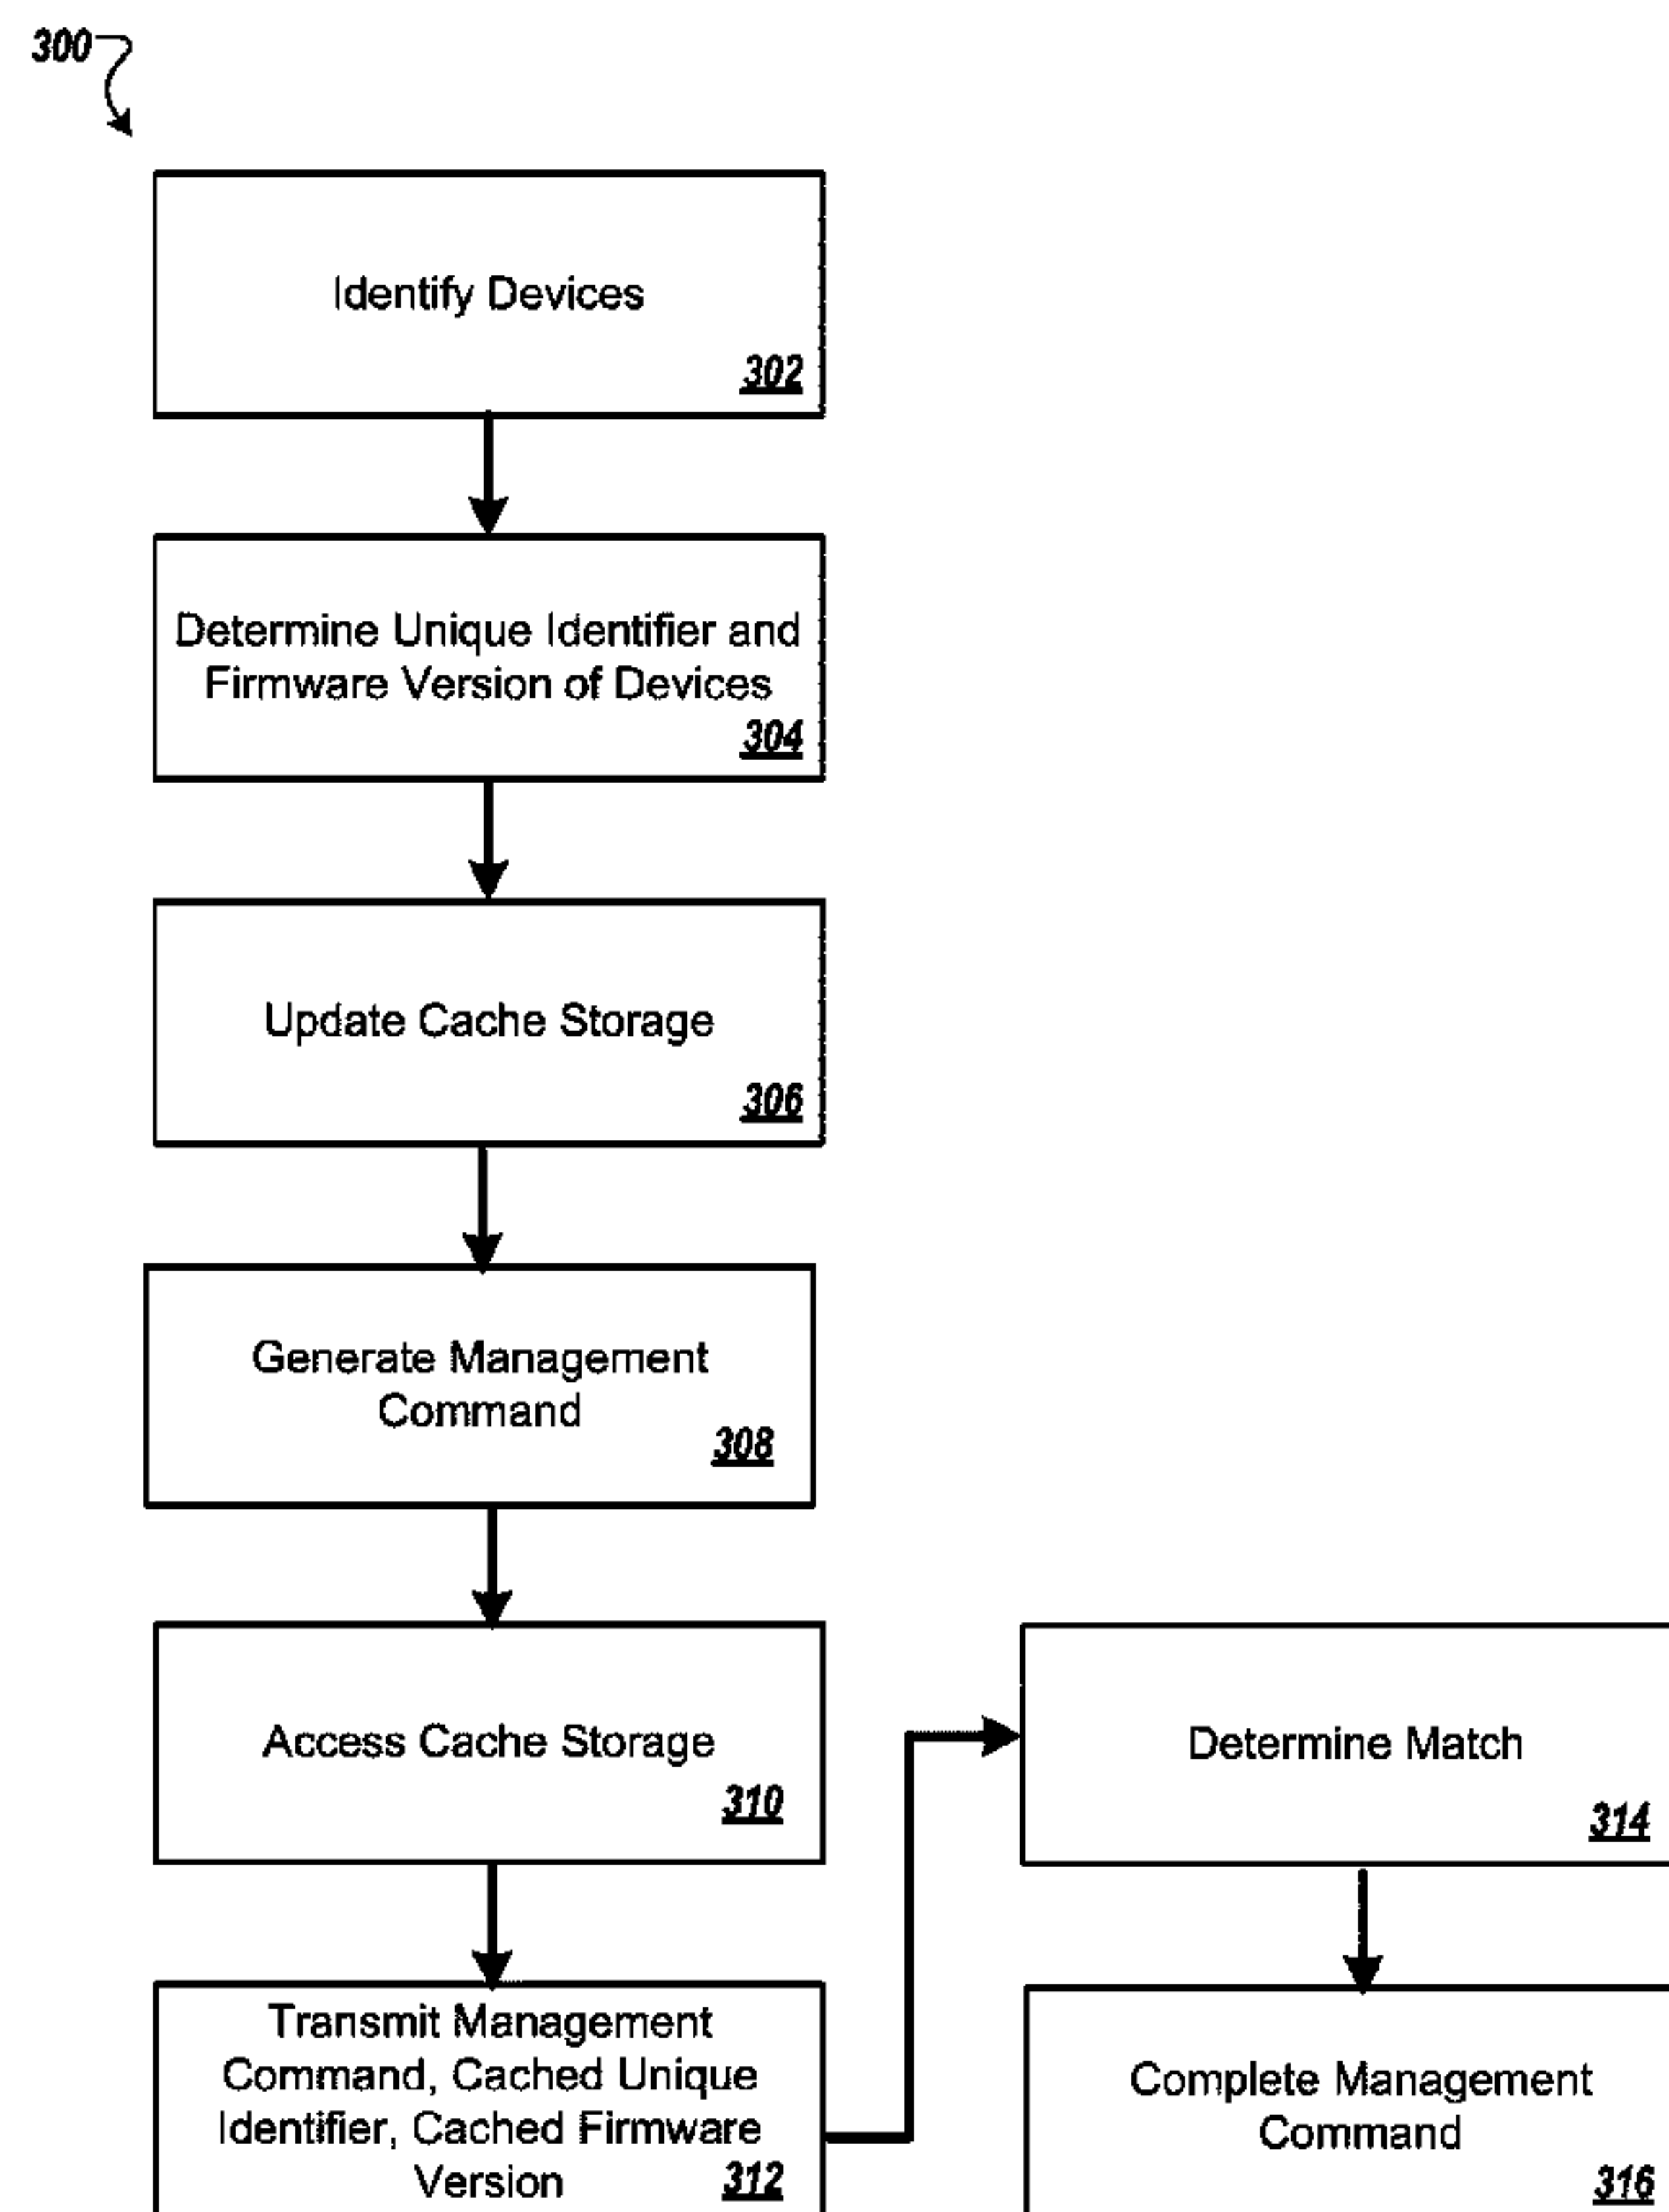 300
Identify Devices
302
Determine Unique Identifier and
Firmware Version of Devices
304
Update Cache Storage
306
Generate Management
Command
308
Access Cache Storage
310
Transmit Management
Command, Cached Unique
Identifier, Cached Firmware
Version
312
Determine Match
314
Complete Management
Command
316